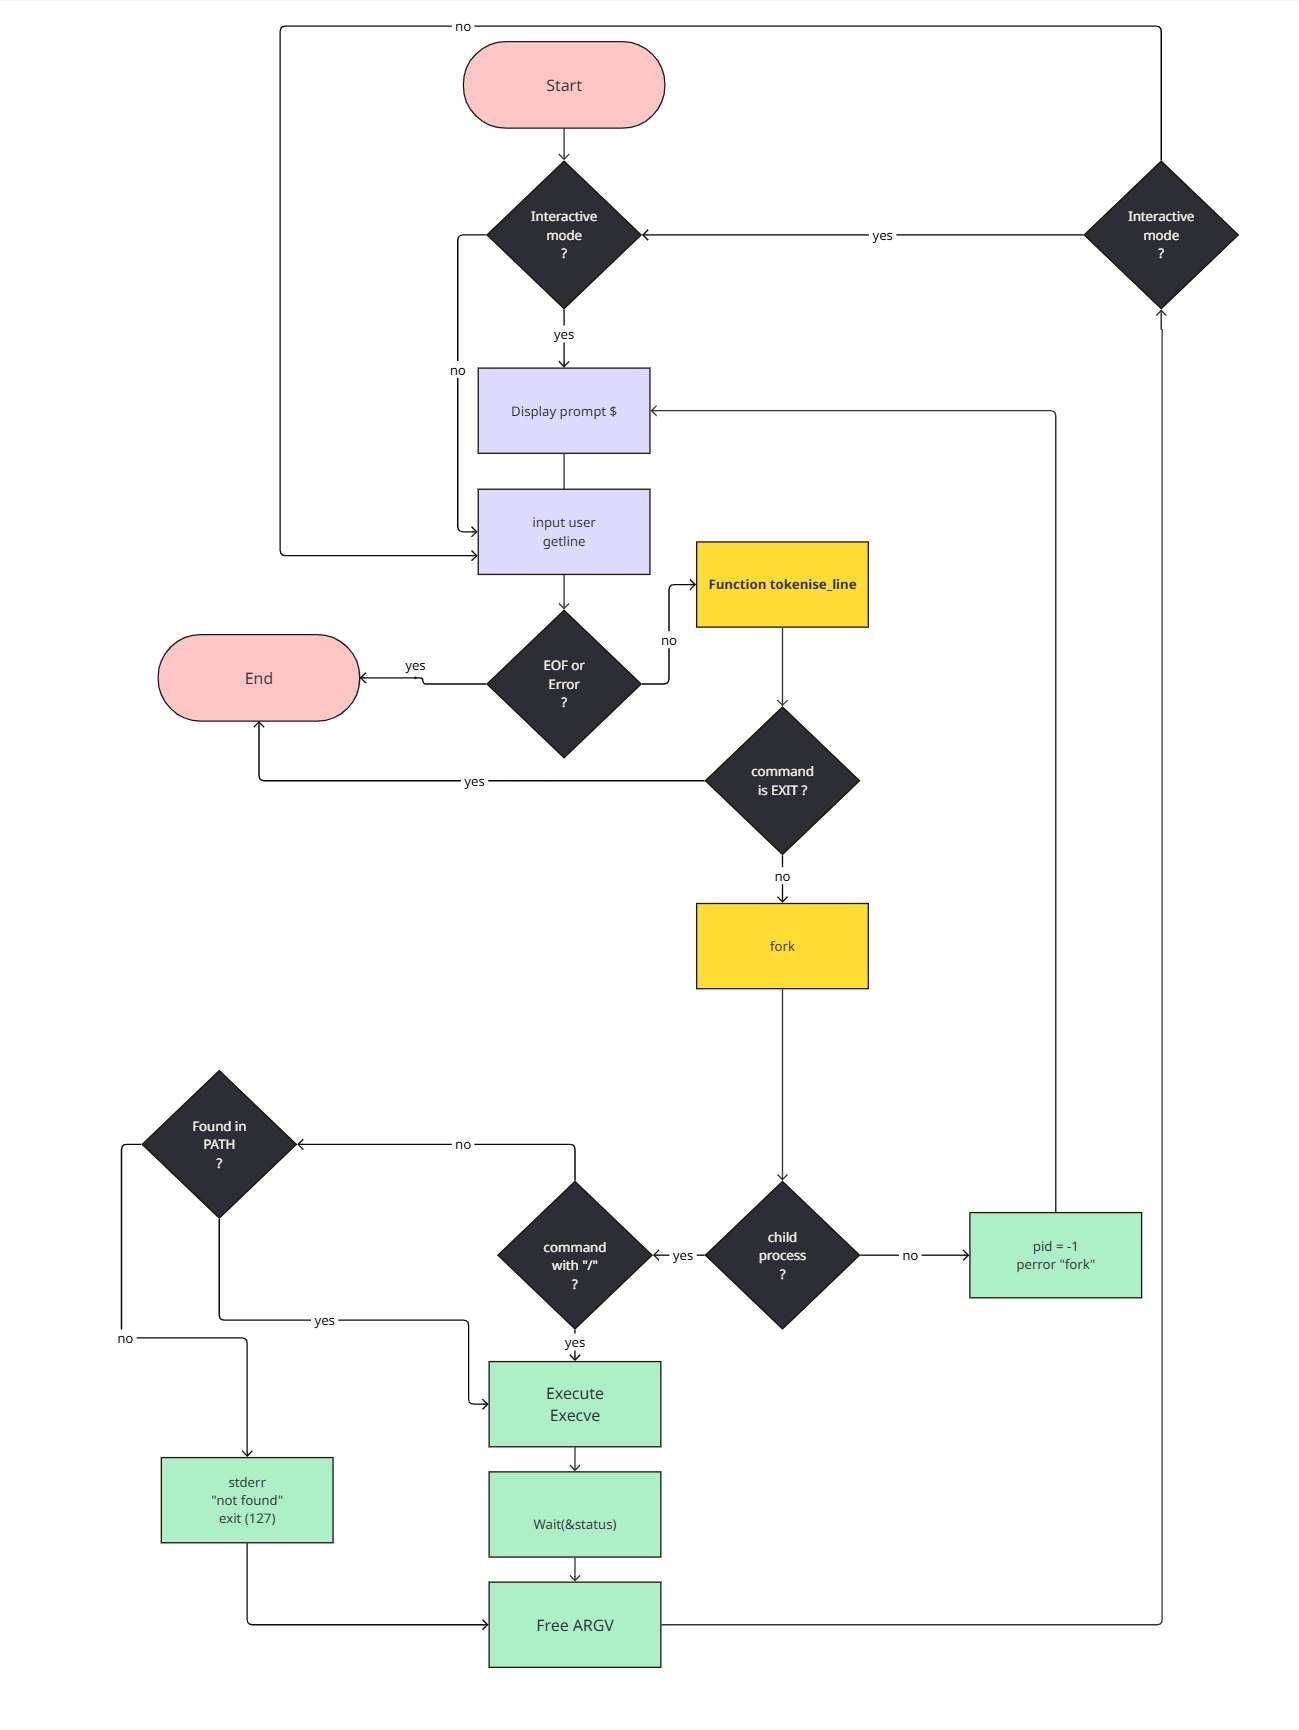 no
Start
Interactive
mode
?
yes
Interactive
mode
?
yes
no
Display prompt $
input user
getline
Function tokenise_line
no
EOF or
Error
?
yes
End
command
is EXIT ?
yes
no
fork
Found in
PATH
?
no
child
process
?
yes
no
command
with "/"
?
pid = -1
perror "fork"
yes
yes
no
Execute
Execve
stderr
"not found"
exit (127)
Wait(&status)
Free ARGV